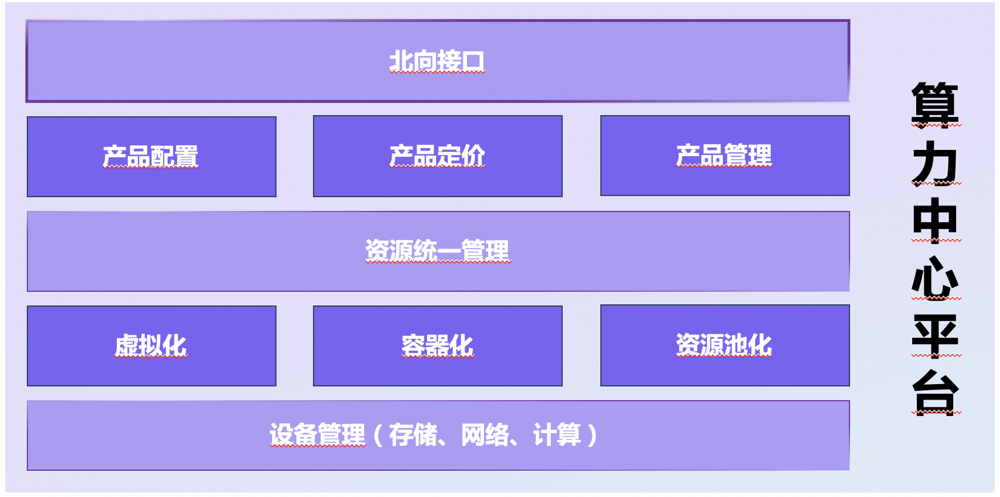 北向接口
产品配置
产品定价
产品管理
资源统一管理
虚拟化
容器化
资源池化
设备管理（存储、网络、计算）
算力中心平台